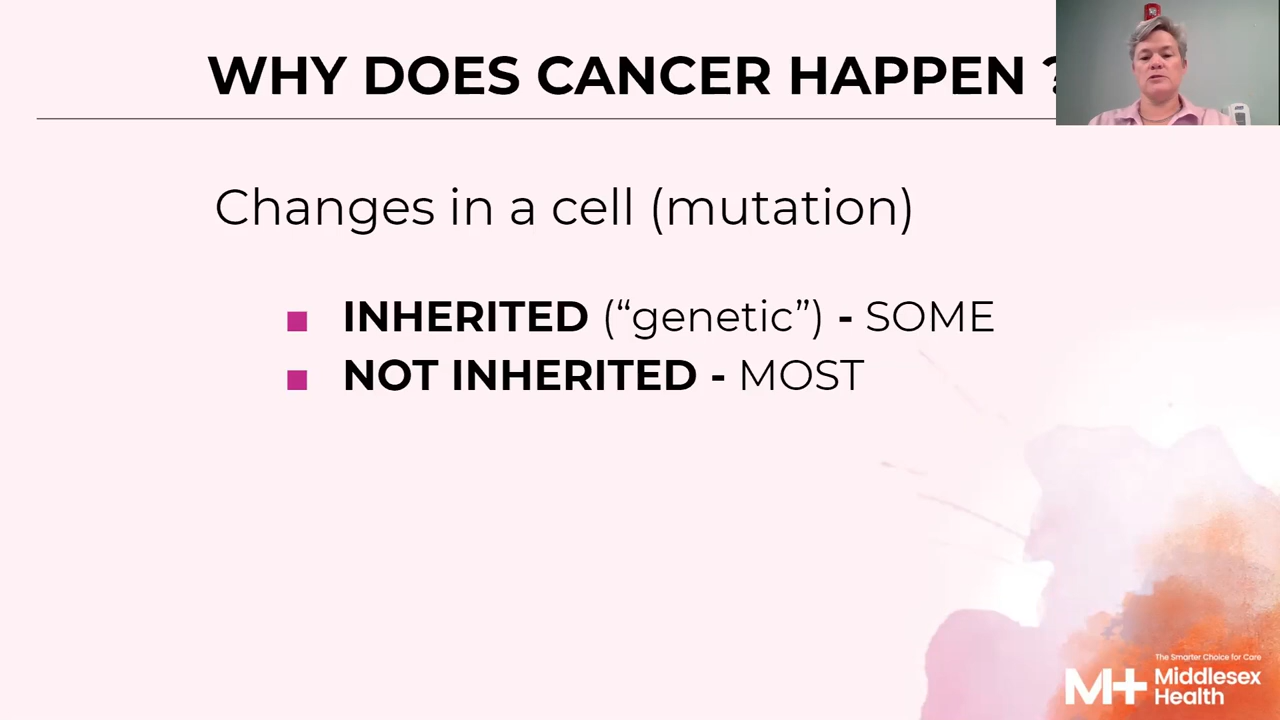 WHY DOES CANCER HAPPEN ?
Changes in a cell (mutation)
INHERITED (“genetic”) - SOME
NOT INHERITED - MOST
The Smarter Choice for Care
M+ Middlesex
Health